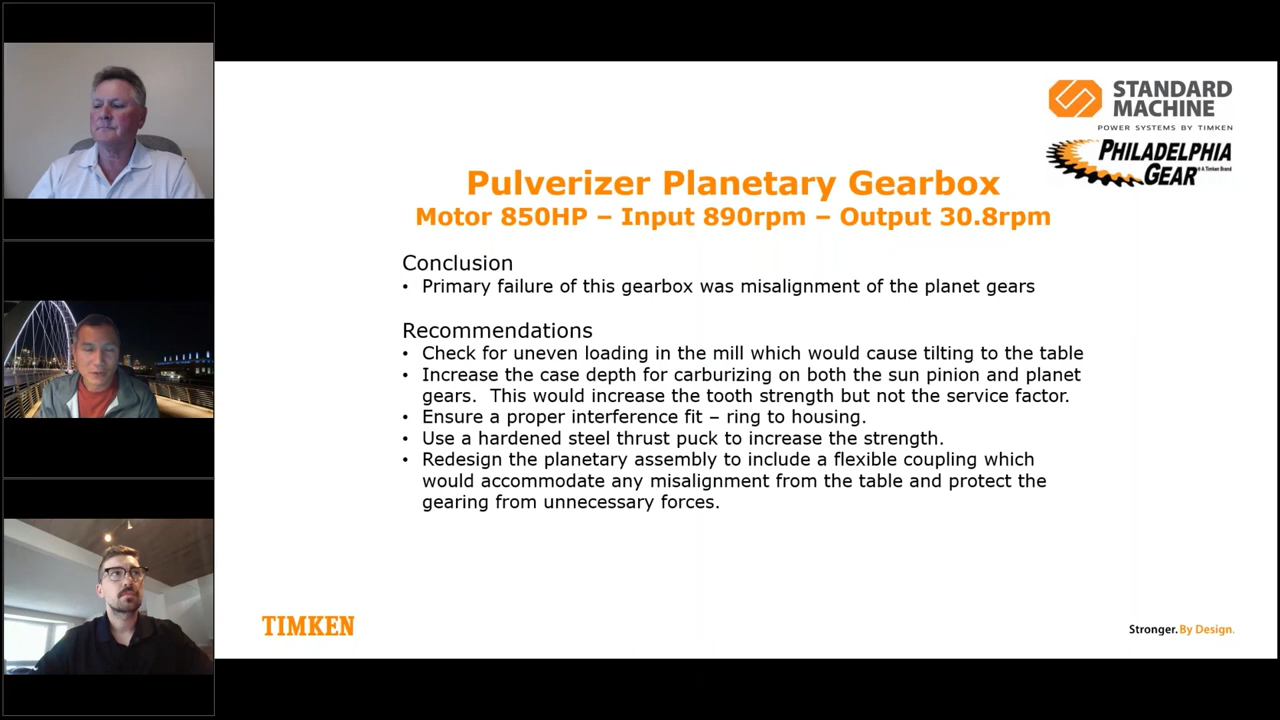 STANDARD
MACHINE
POWER SYSTEMS BY TIMKEN
PHILADELPHIA
GEAR
A Timken Brand
Pulverizer Planetary Gearbox
Motor 850HP – Input 890rpm – Output 30.8rpm
Conclusion
• Primary failure of this gearbox was misalignment of the planet gears
Recommendations
• Check for uneven loading in the mill which would cause tilting to the table
• Increase the case depth for carburizing on both the sun pinion and planet
gears. This would increase the tooth strength but not the service factor.
• Ensure a proper interference fit – ring to housing.
• Use a hardened steel thrust puck to increase the strength.
• Redesign the planetary assembly to include a flexible coupling which
would accommodate any misalignment from the table and protect the
gearing from unnecessary forces.
TIMKEN
Stronger. By Design.